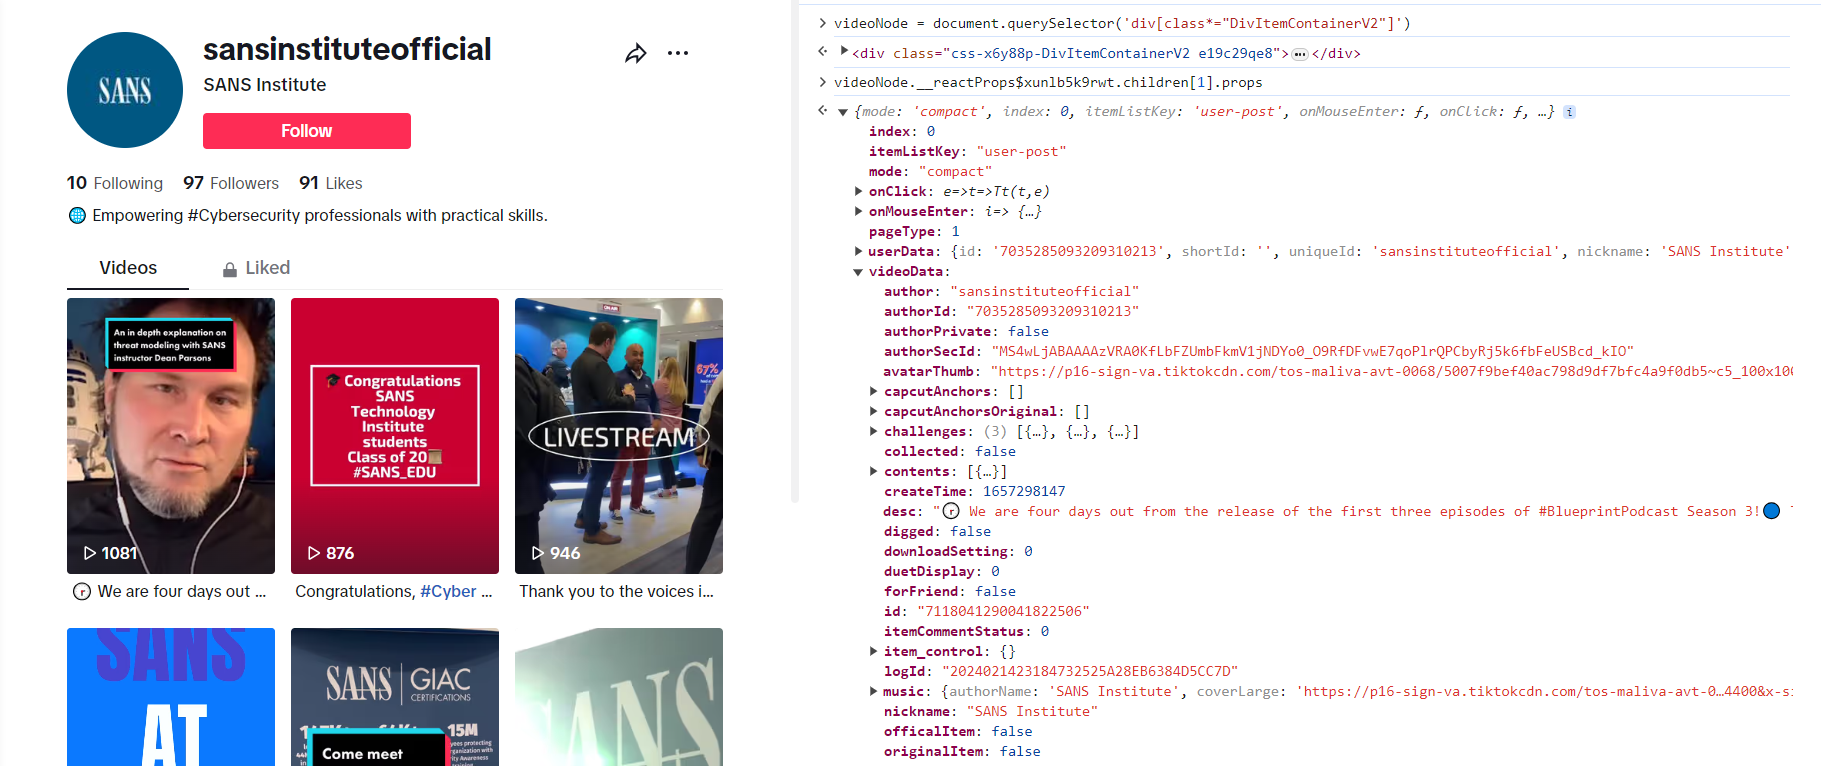 SANS
sansinstituteofficial
SANS Institute
Follow
10 Following 97 Followers 91 Likes
Empowering #Cybersecurity professionals with practical skills.
Videos
Liked
An in depth explanation on
threat modeling with SANS
instructor Dean Parsons
1081
We are four days out ...
🎓 Congratulations
SANS
Technology
Institute
students
Class of 20
#SANS_EDU
876
Congratulations, #Cyber ...
LIVESTREAM
67%
946
Thank you to the voices i...
SANS
AT
SANS GIAC
CERTIFICATIONS
15M
Come meet
SANS
videoNode = document.querySelector('div[class*="DivItemContainerV2"]')
<div class="css-x6y88p-DivItemContainerV2 e19c29qe8">…</div>
videoNode.__reactProps$xunlb5k9rwt.children[1].props
{mode: 'compact', index: 0, itemListKey: 'user-post', onMouseEnter: ƒ, onClick: ƒ, …} i
index: 0
itemListKey: "user-post"
mode: "compact"
onClick: e=>t=>Tt(t,e)
onMouseEnter: i=> {…}
pageType: 1
userData: {id: '7035285093209310213', shortId: '', uniqueId: 'sansinstituteofficial', nickname: 'SANS Institute'
videoData:
author: "sansinstituteofficial"
authorId: "7035285093209310213"
authorPrivate: false
authorSecId: "MS4wLjABAAAAzVRA0KfLbFZUmbFkmV1jNDYo0_O9RfDFvwE7qoPlrQPCbyRj5k6fbFeUSBcd_kIO"
avatarThumb: "https://p16-sign-va.tiktokcdn.com/tos-maliva-avt-0068/5007f9bef40ac798d9df7bfc4a9f0db5~c5_100x100
capcutAnchors: []
capcutAnchorsOriginal: []
challenges: (3) [{…}, {…}, {…}]
collected: false
contents: [{…}]
createTime: 1657298147
desc: "ⓡ We are four days out from the release of the first three episodes of #BlueprintPodcast Season 3!🔵
digged: false
downloadSetting: 0
duetDisplay: 0
forFriend: false
id: "7118041290041822506"
itemCommentStatus: 0
item_control: {}
logId: "2024021423184732525A28EB6384D5CC7D"
music: {authorName: 'SANS Institute', coverLarge: 'https://p16-sign-va.tiktokcdn.com/tos-maliva-avt-0…4400&x-si
nickname: "SANS Institute"
officalItem: false
originalItem: false